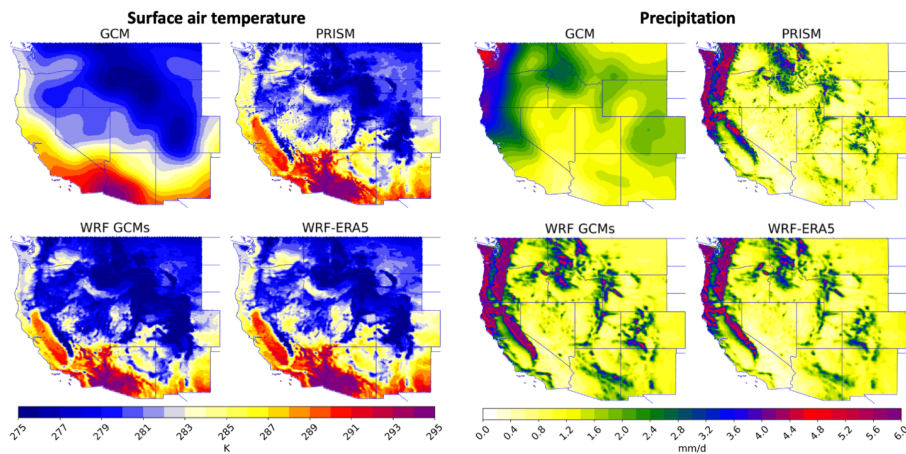 Surface air temperature
Precipitation
GCM
PRISM
GCM
PRISM
WRF GCMs
WRF-ERA5
WRF GCMs
WRF-ERA5
275 277 279 281 283 285 287 289 291 293 295
K
0.0 0.4 0.8 1.2 1.6 2.0 2.4 2.8 3.2 3.6 4.0 4.4 4.8 5.2 5.6 6.0
mm/d